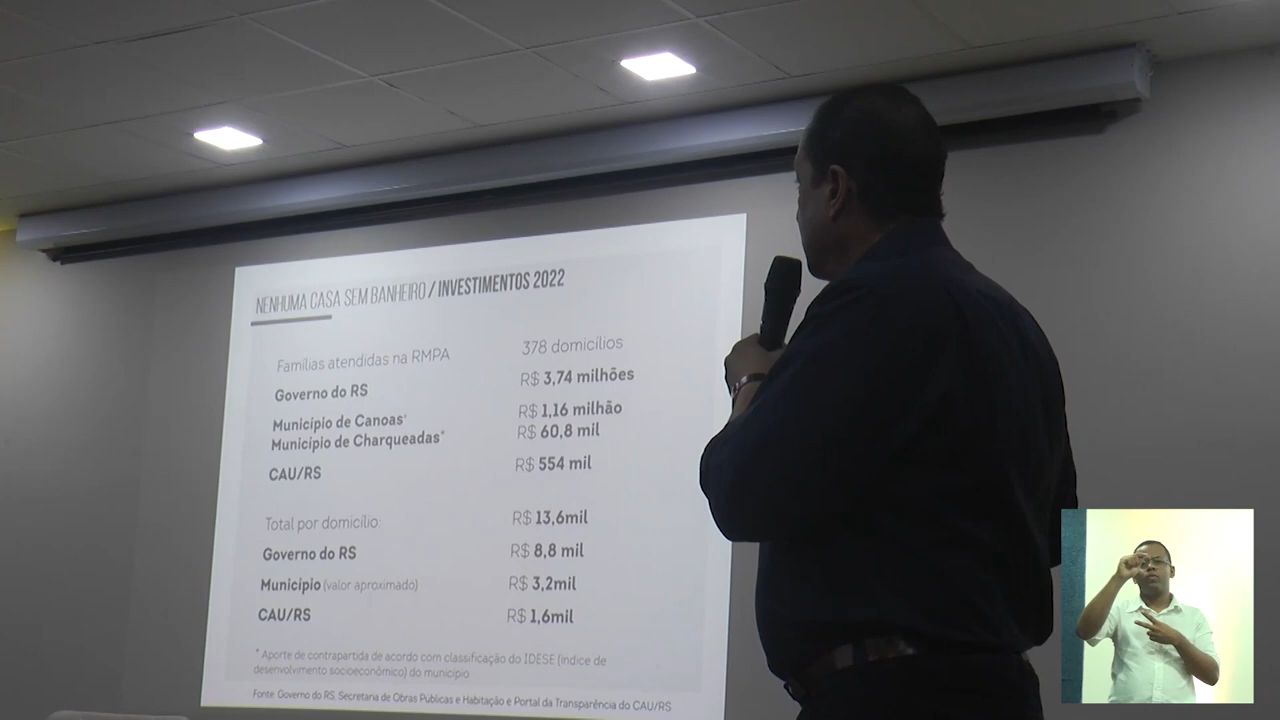 NENHUMA CASA SEM BANHEIRO / INVESTIMENTOS 2022
Famílias atendidas na RMPA 378 domicílios
Governo do RS R$ 3,74 milhões
Município de Canoas* R$ 1,16 milhão
Município de Charqueadas* R$ 60,8 mil
CAU/RS R$ 554 mil
Total por domicílio: R$ 13,6mil
Governo do RS R$ 8,8 mil
Município (valor aproximado) R$ 3,2mil
CAU/RS R$ 1,6mil
* Aporte de contrapartida de acordo com classificação do IDESE (índice de
desenvolvimento socioeconômico) do município
Fonte: Governo do RS, Secretaria de Obras Públicas e Habitação e Portal da Transparência do CAU/RS